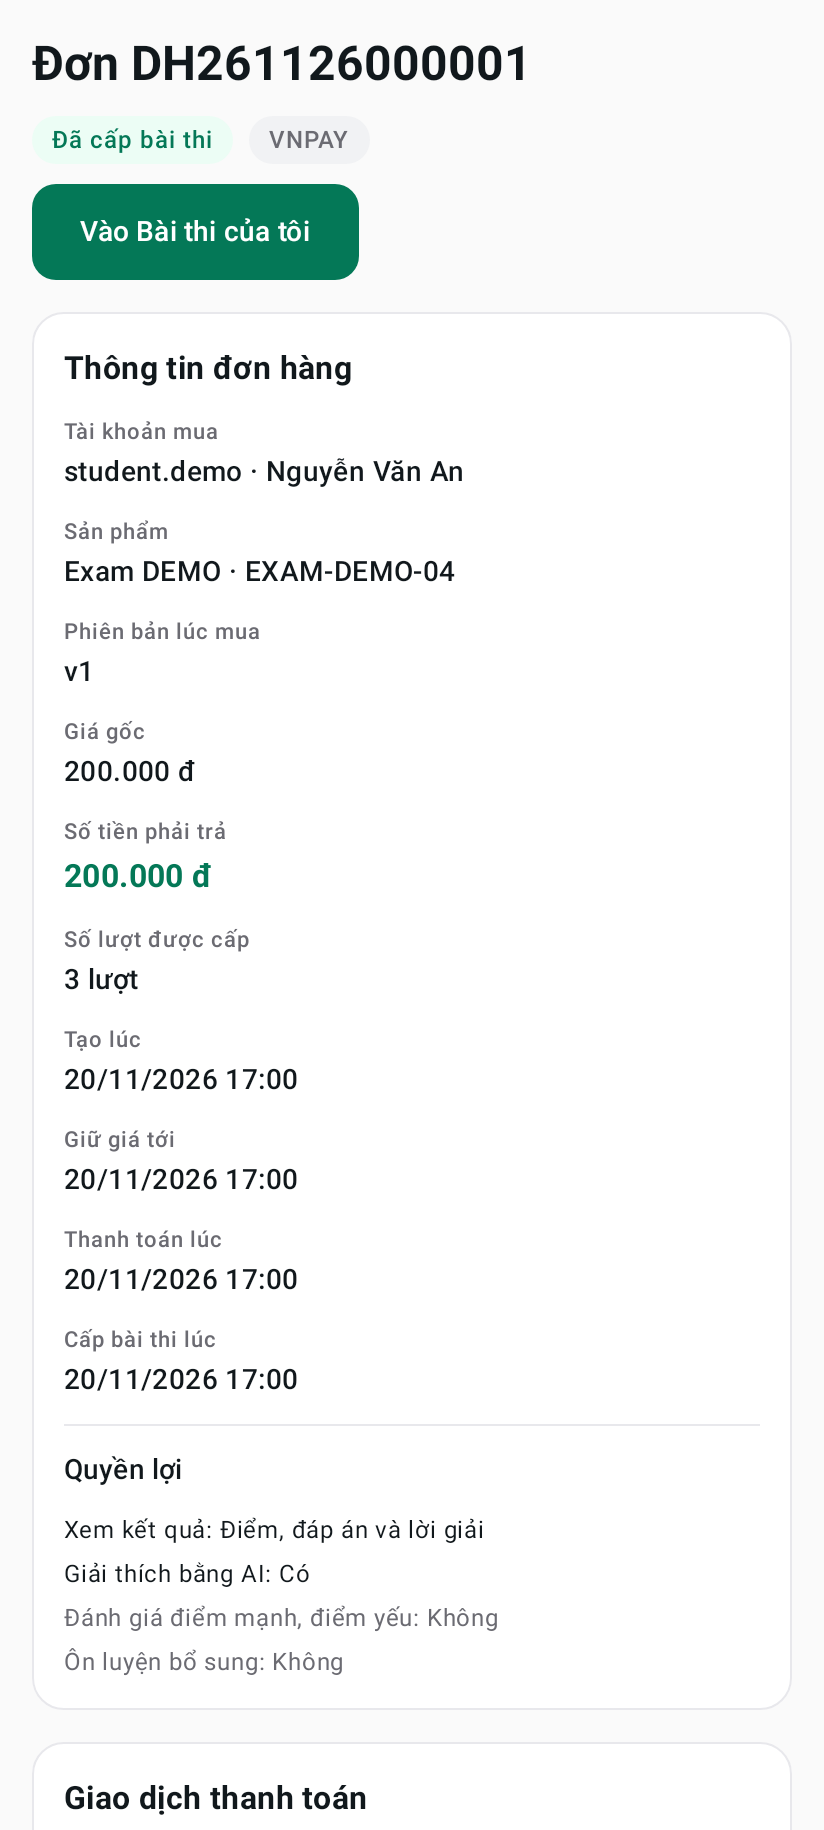 Đơn DH261126000001
Đã cấp bài thi VNPAY
Vào Bài thi của tôi
Thông tin đơn hàng
Tài khoản mua
student.demo · Nguyễn Văn An
Sản phẩm
Exam DEMO · EXAM-DEMO-04
Phiên bản lúc mua
v1
Giá gốc
200.000 đ
Số tiền phải trả
200.000 đ
Số lượt được cấp
3 lượt
Tạo lúc
20/11/2026 17:00
Giữ giá tới
20/11/2026 17:00
Thanh toán lúc
20/11/2026 17:00
Cấp bài thi lúc
20/11/2026 17:00
Quyền lợi
Xem kết quả: Điểm, đáp án và lời giải
Giải thích bằng AI: Có
Đánh giá điểm mạnh, điểm yếu: Không
Ôn luyện bổ sung: Không
Giao dịch thanh toán